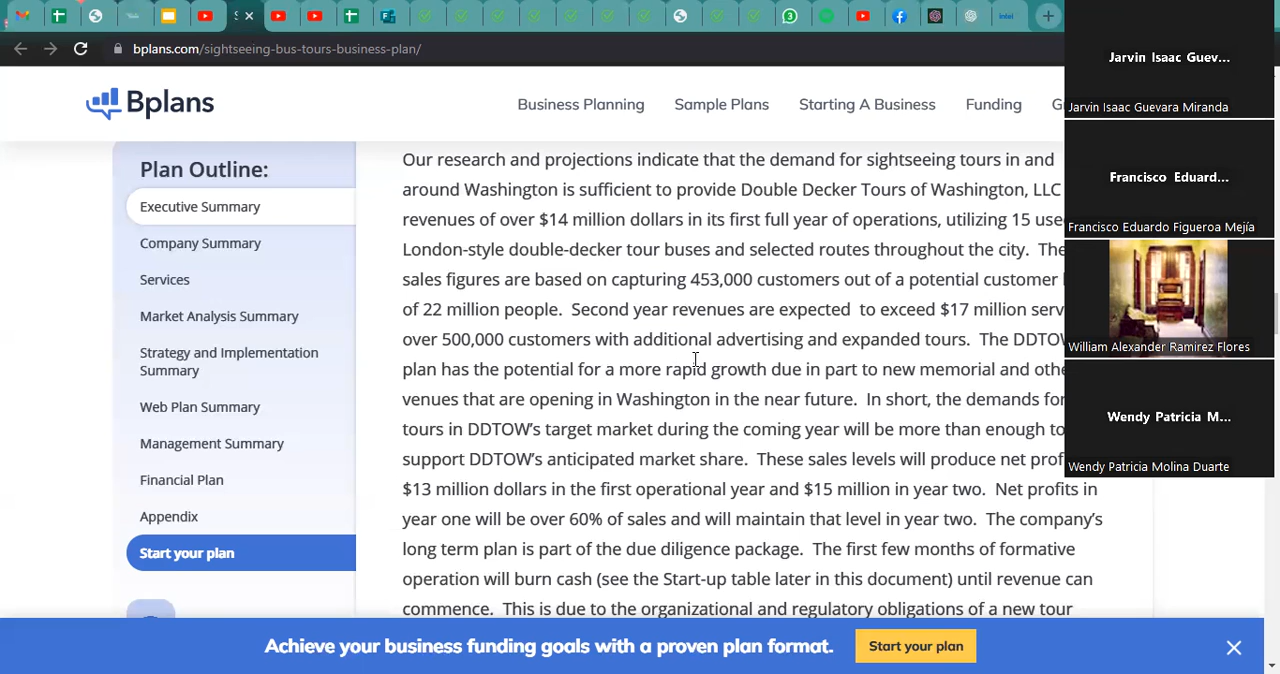 S
3
intel
bplans.com/sightseeing-bus-tours-business-plan/
Bplans
Business Planning
Sample Plans
Starting A Business
Funding
G
Plan Outline:
Executive Summary
Company Summary
Services
Market Analysis Summary
Strategy and Implementation
Summary
Web Plan Summary
Management Summary
Financial Plan
Appendix
Start your plan
Our research and projections indicate that the demand for sightseeing tours in and
around Washington is sufficient to provide Double Decker Tours of Washington, LLC
revenues of over $14 million dollars in its first full year of operations, utilizing 15 use
London-style double-decker tour buses and selected routes throughout the city. The
sales figures are based on capturing 453,000 customers out of a potential customer
of 22 million people. Second year revenues are expected to exceed $17 million serv
over 500,000 customers with additional advertising and expanded tours. The DDTOW
plan has the potential for a more rapid growth due in part to new memorial and othe
venues that are opening in Washington in the near future. In short, the demands for
tours in DDTOW's target market during the coming year will be more than enough to
support DDTOW's anticipated market share. These sales levels will produce net prof
$13 million dollars in the first operational year and $15 million in year two. Net profits in
year one will be over 60% of sales and will maintain that level in year two. The company's
long term plan is part of the due diligence package. The first few months of formative
operation will burn cash (see the Start-up table later in this document) until revenue can
commence. This is due to the organizational and regulatory obligations of a new tour
Achieve your business funding goals with a proven plan format.
Start your plan
Jarvin Isaac Guev...
Jarvin Isaac Guevara Miranda
Francisco Eduard...
Francisco Eduardo Figueroa Mejía
William Alexander Ramirez Flores
Wendy Patricia M...
Wendy Patricia Molina Duarte